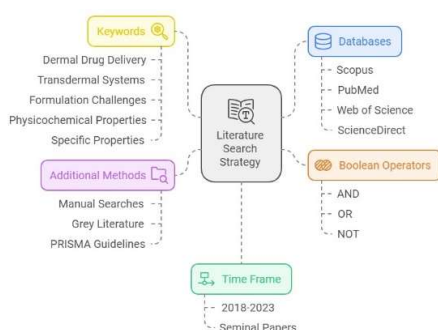 Keywords
Dermal Drug Delivery
Transdermal Systems
Formulation Challenges
Physicochemical Properties
Specific Properties
Additional Methods
Manual Searches
Grey Literature
PRISMA Guidelines
Literature
Search
Strategy
Databases
Scopus
PubMed
Web of Science
ScienceDirect
Boolean Operators
AND
OR
NOT
Time Frame
2018-2023
Seminal Papers